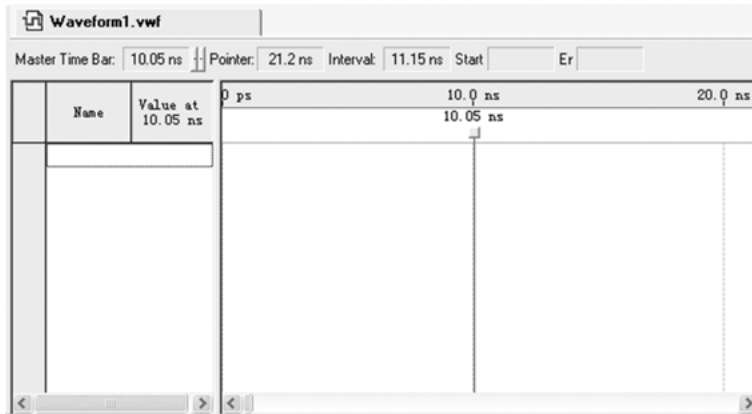 Waveform1.vwf
Master Time Bar: 10.05 ns Pointer: 21.2 ns Interval: 11.15 ns Start Er
Name
Value at
10.05 ns
0 ps 10.0 ns 20.0 ns
10.05 ns